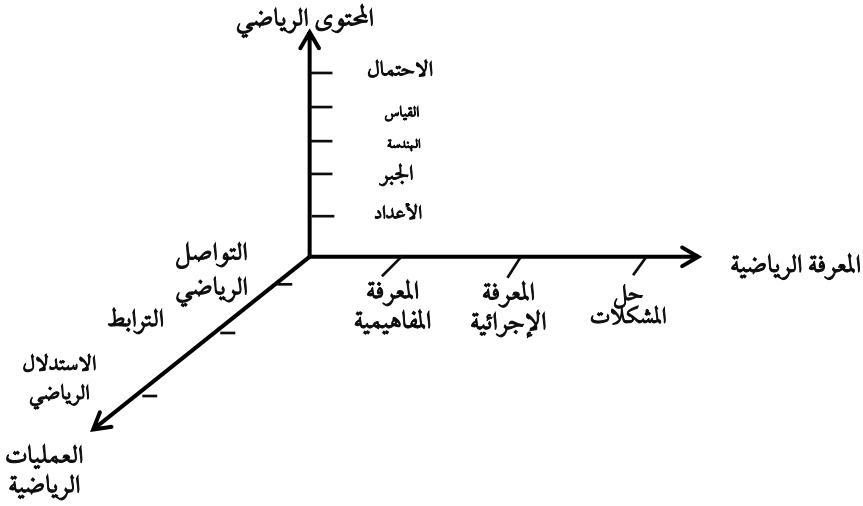 المحتوى الرياضي
الاحتمال
القياس
الهندسة
الجبر
الأعداد
المعرفة الرياضية
المعرفة
المفاهيمية
المعرفة
الإجرائية
حل
المشكلات
التواصل
الرياضي
الترابط
الاستدلال
الرياضي
العمليات
الرياضية